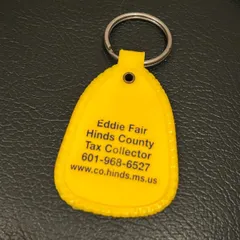 Eddie Fair
Hinds County
Tax Collector
601-968-6527
www.co.hinds.ms.us